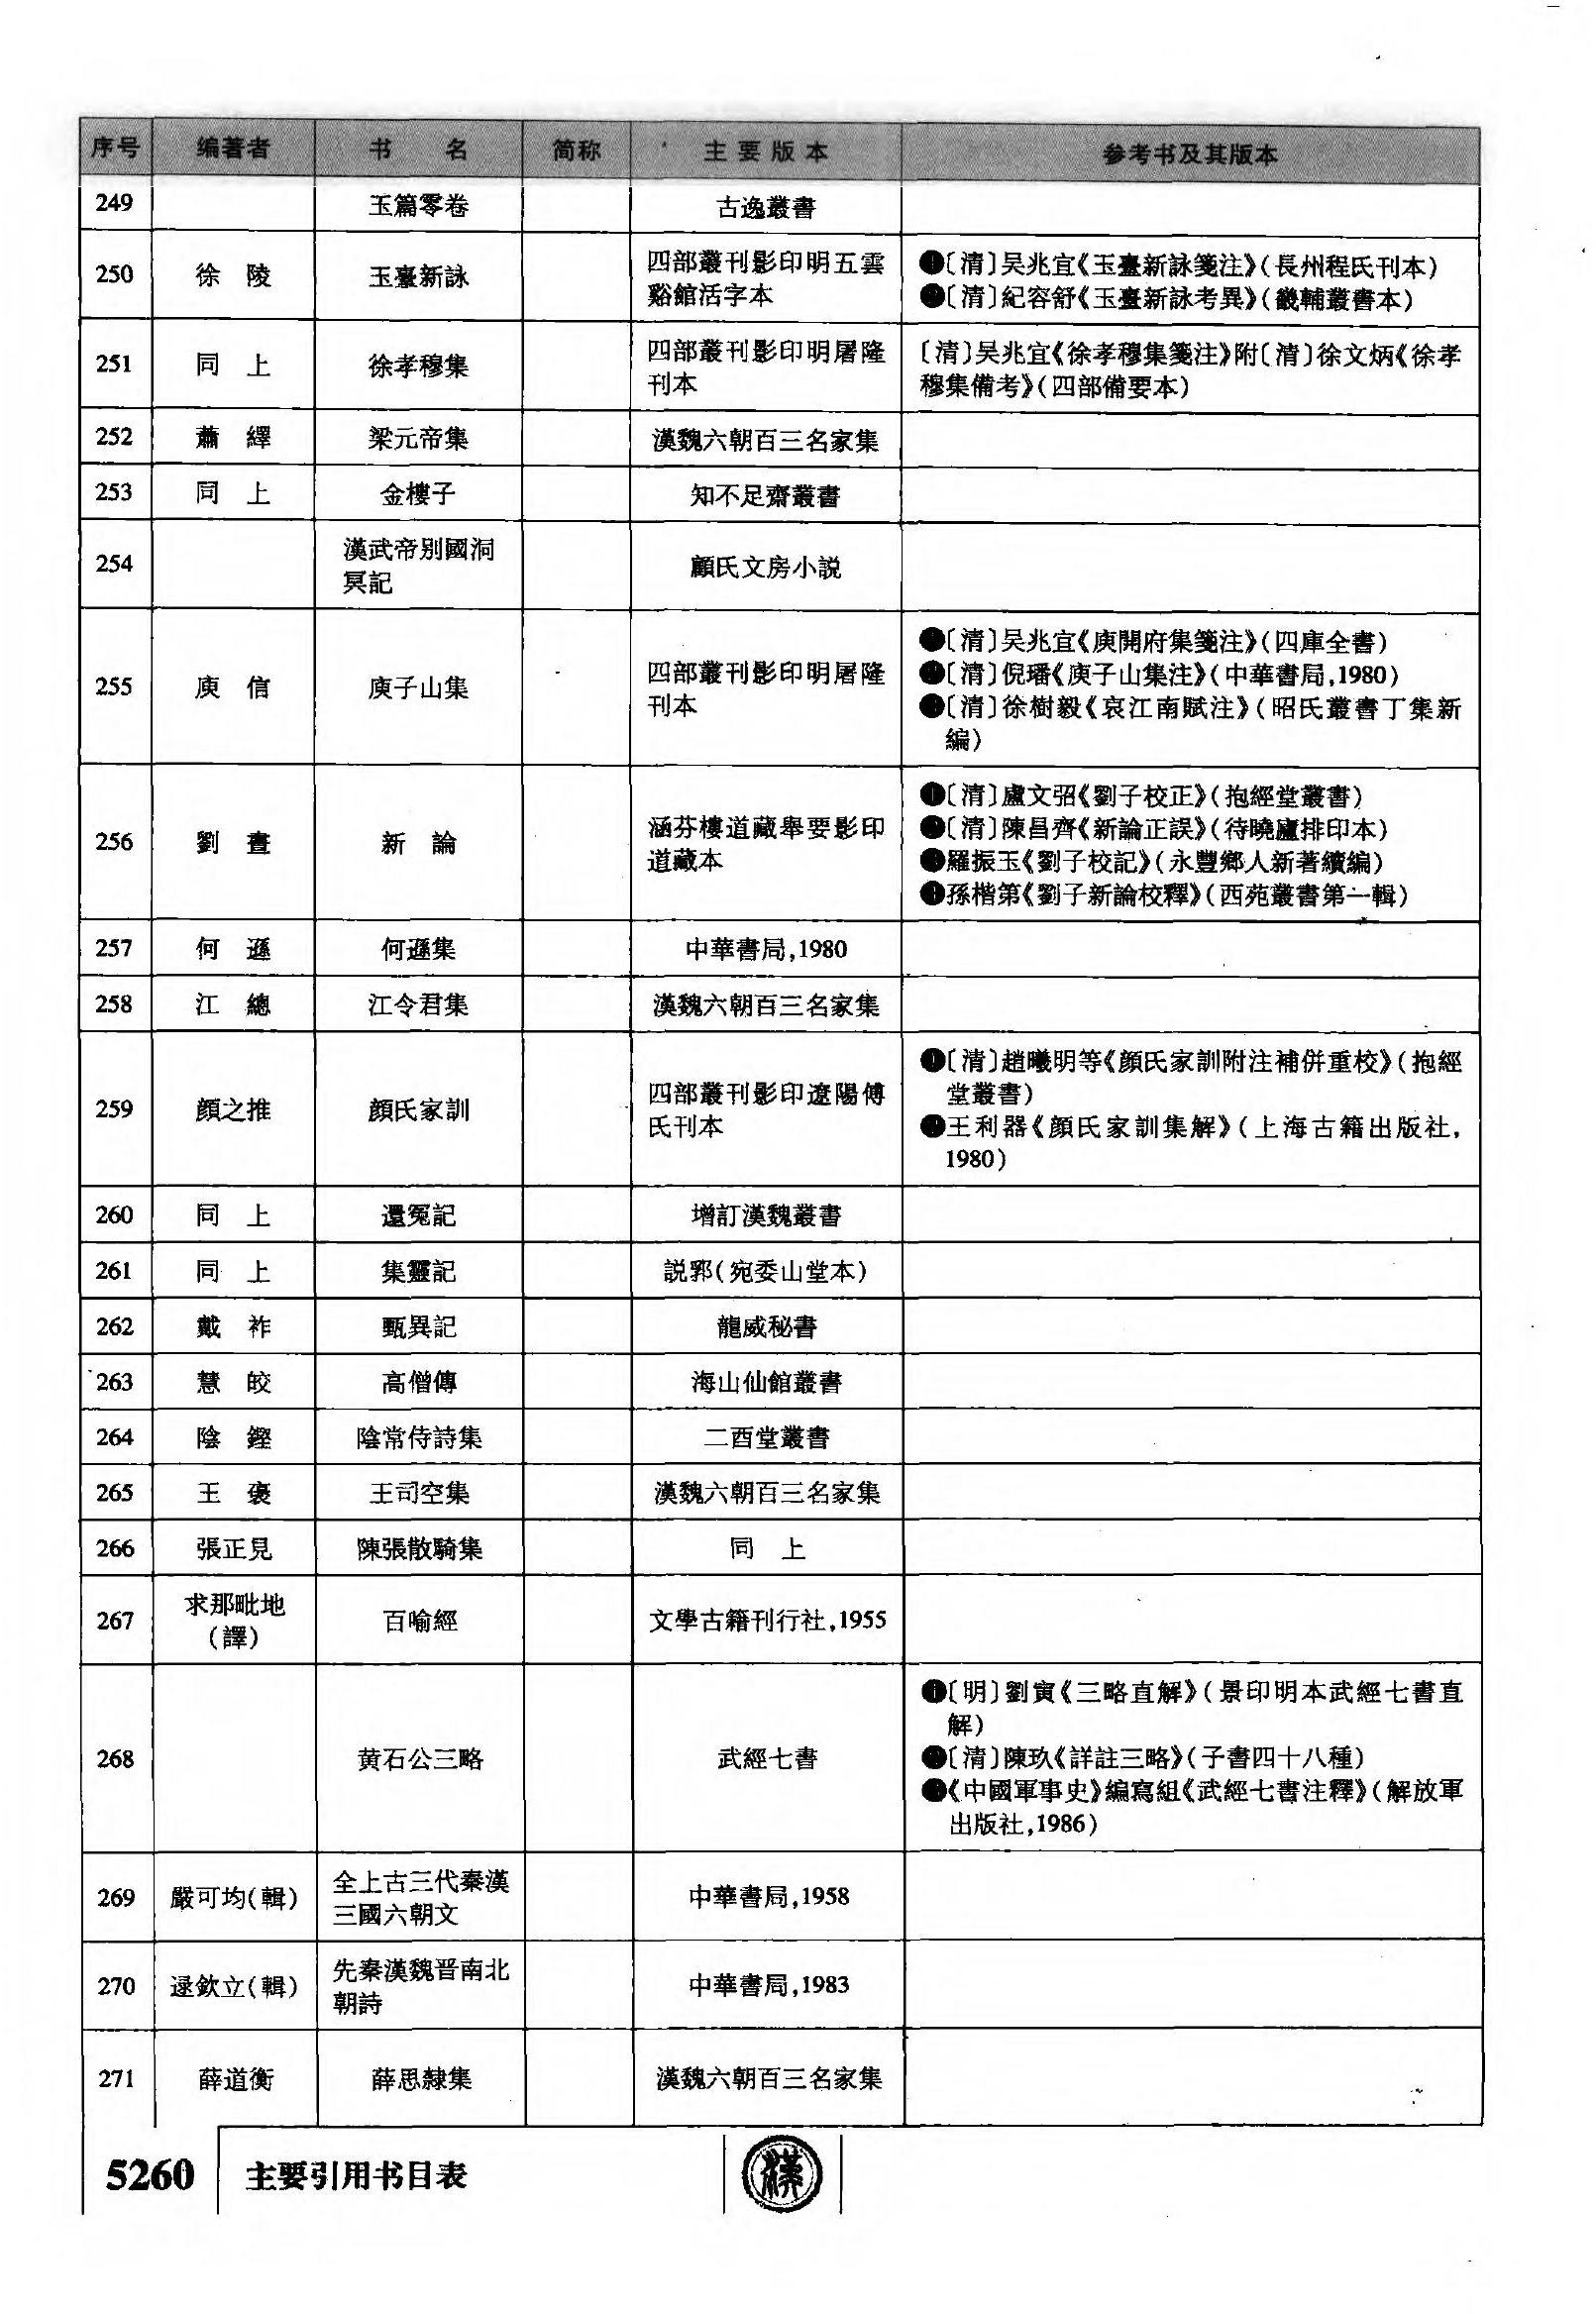 序号 编著者 书 名 简称 主要版本 参考书及其版本
249 玉篇零卷 古逸叢書
250 徐 陵 玉臺新詠 四部叢刊影印明五雲
谿館活字本
❶〔清〕吴兆宜《玉臺新詠箋注》(長州程氏刊本)
❷〔清〕紀容舒《玉臺新詠考異》(畿輔叢書本)
251 同 上 徐孝穆集 四部叢刊影印明屠隆
刊本
〔清〕吴兆宜《徐孝穆集箋注》附〔清〕徐文炳《徐孝
穆集備考》(四部備要本)
252 蕭 繹 梁元帝集 漢魏六朝百三名家集
253 同 上 金樓子 知不足齋叢書
254 漢武帝别國洞
冥記
顧氏文房小説
255 庾 信 庾子山集 四部叢刊影印明屠隆
刊本
❶〔清〕吴兆宜《庾開府集箋注》(四庫全書)
❷〔清〕倪璠《庾子山集注》(中華書局,1980)
❸〔清〕徐樹穀《哀江南賦注》(昭氏叢書丁集新
編)
256 劉 晝 新 論 涵芬樓道藏舉要影印
道藏本
❶〔清〕盧文弨《劉子校正》(抱經堂叢書)
❷〔清〕陳昌齊《新論正誤》(待曉廬排印本)
❸羅振玉《劉子校記》(永豐鄉人新著續編)
❹孫楷第《劉子新論校釋》(西苑叢書第一輯)
257 何 遜 何遜集 中華書局,1980
258 江 總 江令君集 漢魏六朝百三名家集
259 顔之推 顔氏家訓 四部叢刊影印遼陽傅
氏刊本
❶〔清〕趙曦明等《顔氏家訓附注補併重校》(抱經
堂叢書)
❷王利器《顔氏家訓集解》(上海古籍出版社,
1980)
260 同 上 還冤記 增訂漢魏叢書
261 同 上 集靈記 説郛(宛委山堂本)
262 戴 祚 甄異記 龍威秘書
263 慧 皎 高僧傳 海山仙館叢書
264 陰 鏗 陰常侍詩集 二酉堂叢書
265 王 褒 王司空集 漢魏六朝百三名家集
266 張正見 陳張散騎集 同 上
267 求那毗地
(譯)
百喻經 文學古籍刊行社,1955
268 黄石公三略 武經七書
❶〔明〕劉寅《三略直解》(景印明本武經七書直
解)
❷〔清〕陳玖《詳註三略》(子書四十八種)
❸《中國軍事史》編寫組《武經七書注釋》(解放軍
出版社,1986)
269 嚴可均(輯) 全上古三代秦漢
三國六朝文
中華書局,1958
270 逯欽立(輯) 先秦漢魏晋南北
朝詩
中華書局,1983
271 薛道衡 薛思隸集 漢魏六朝百三名家集
5260 主要引用书目表 漢